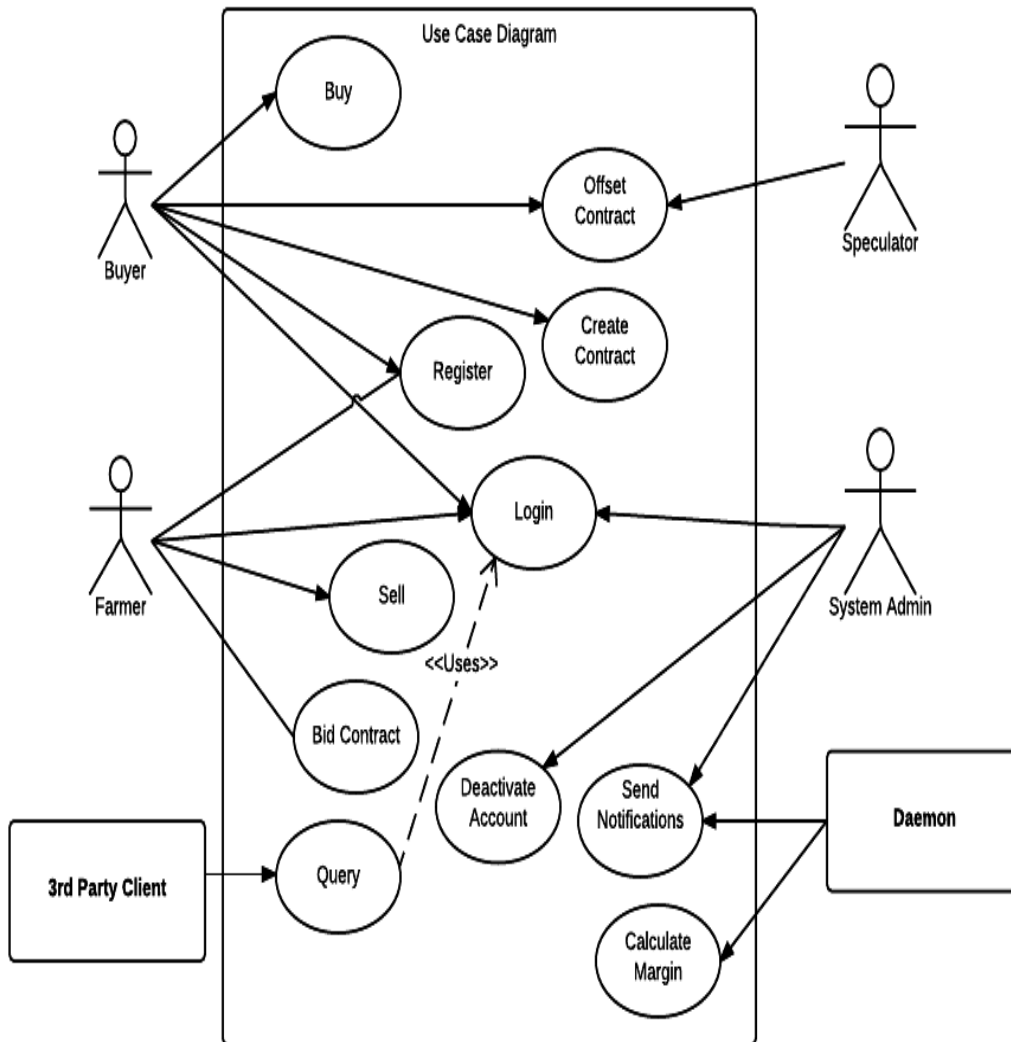 Use Case Diagram
Buy
Offset
Contract
Buyer
Speculator
Create
Contract
Register
Login
Farmer
Sell
System Admin
<<Uses>>
Bid Contract
Deactivate
Account
Send
Notifications
Daemon
3rd Party Client
Query
Calculate
Margin